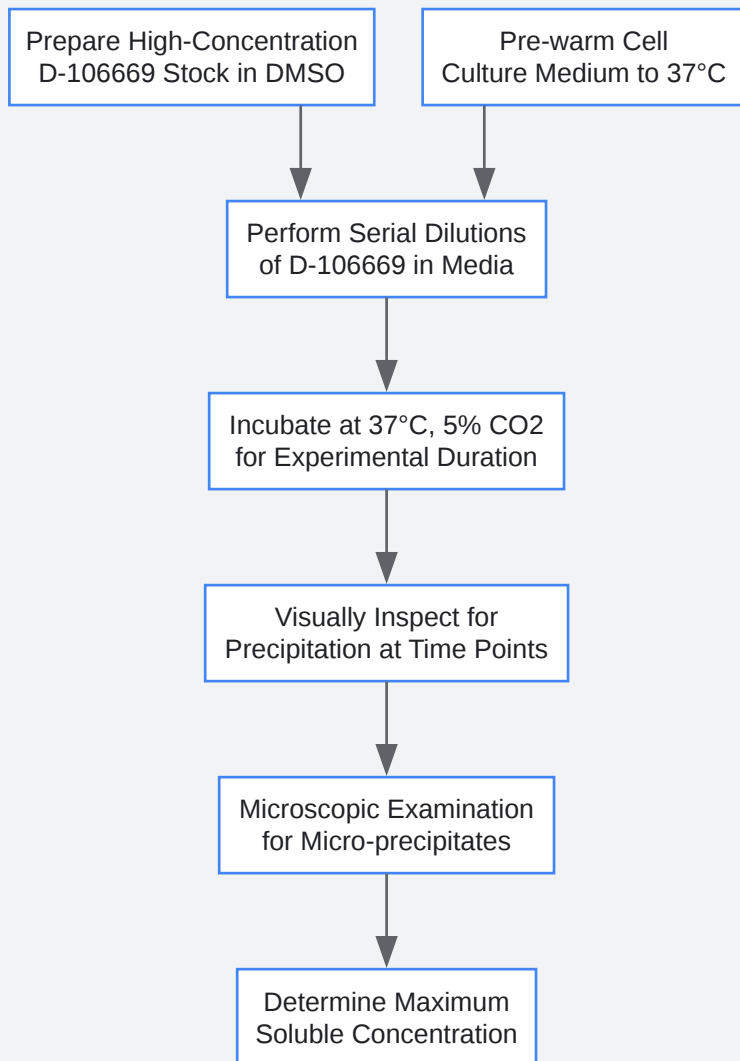 Prepare High-Concentration
D-106669 Stock in DMSO
Pre-warm Cell
Culture Medium to 37°C
Perform Serial Dilutions
of D-106669 in Media
Incubate at 37°C, 5% CO2
for Experimental Duration
Visually Inspect for
Precipitation at Time Points
Microscopic Examination
for Micro-precipitates
Determine Maximum
Soluble Concentration